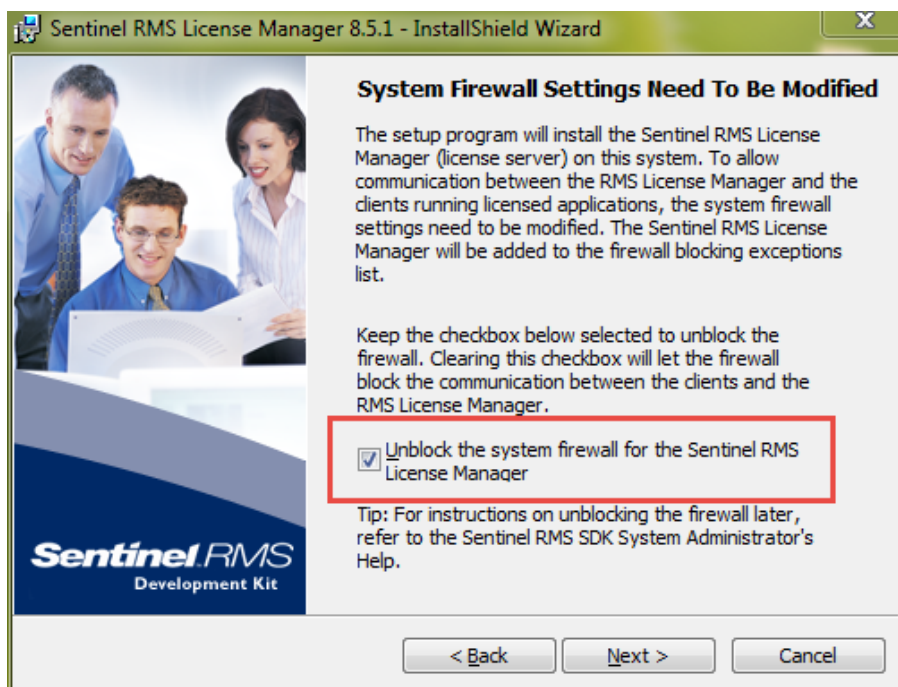 Sentinel RMS License Manager 8.5.1 - InstallShield Wizard
X
System Firewall Settings Need To Be Modified
The setup program will install the Sentinel RMS License
Manager (license server) on this system. To allow
communication between the RMS License Manager and the
clients running licensed applications, the system firewall
settings need to be modified. The Sentinel RMS License
Manager will be added to the firewall blocking exceptions
list.
Keep the checkbox below selected to unblock the
firewall. Clearing this checkbox will let the firewall
block the communication between the clients and the
RMS License Manager.
Unblock the system firewall for the Sentinel RMS
License Manager
Tip: For instructions on unblocking the firewall later,
refer to the Sentinel RMS SDK System Administrator's
Help.
Sentinel.RMS
Development Kit
< Back
Next >
Cancel